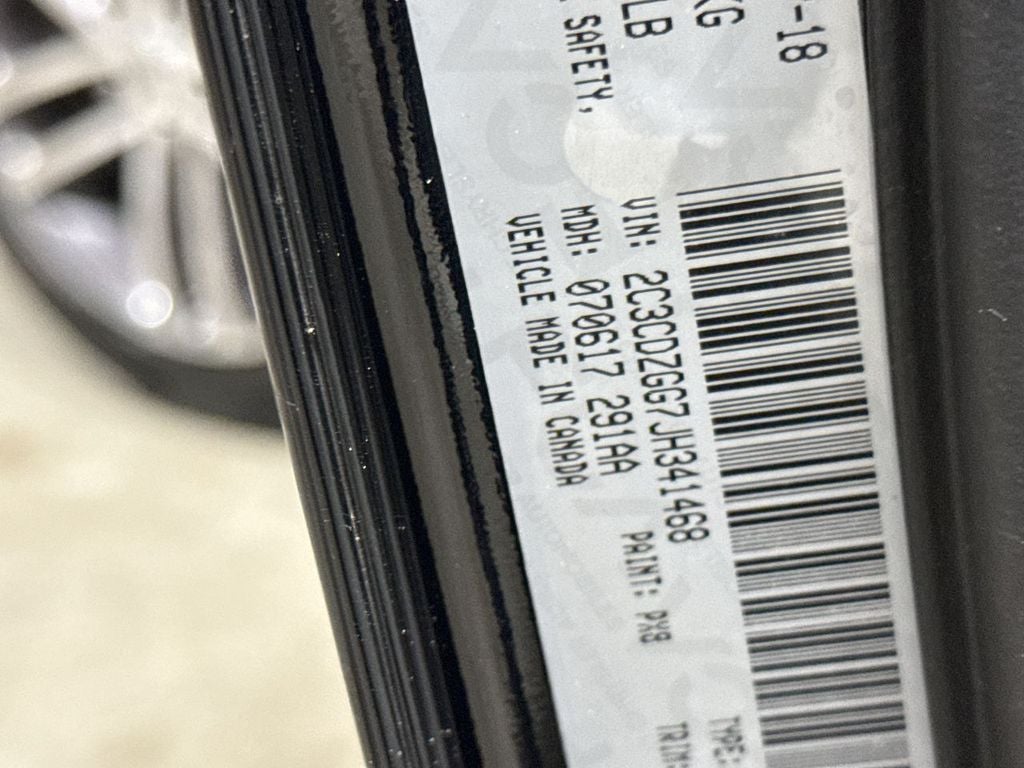 -18
KG
LB
SAFETY,
VIN: 2C3CDZGG7JH341468 TYPE:
MDH: 070617 291AA PAINT: PX8 TRIM:
VEHICLE MADE IN CANADA